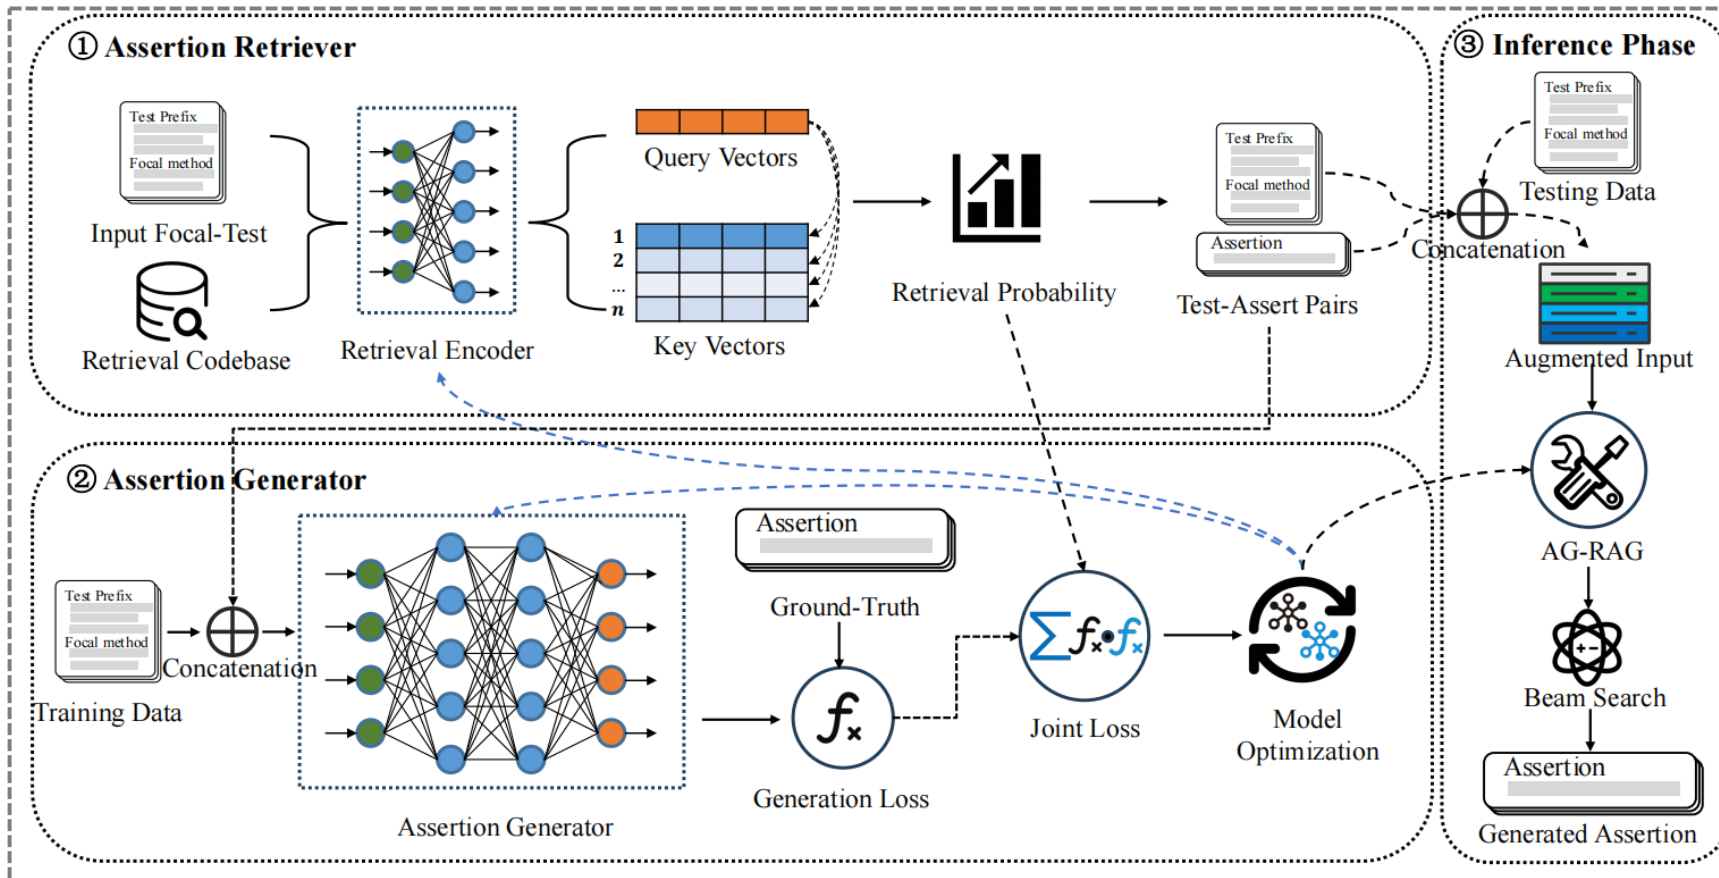 ① Assertion Retriever
Test Prefix
Focal method
Input Focal-Test
Retrieval Codebase
Retrieval Encoder
Query Vectors
1
2
...
n
Key Vectors
Retrieval Probability
Test Prefix
Focal method
Assertion
Test-Assert Pairs
② Assertion Generator
Test Prefix
Focal method
Training Data
Concatenation
Assertion Generator
Assertion
Ground-Truth
fx
Generation Loss
∑ fx • fx
Joint Loss
Model
Optimization
③ Inference Phase
Test Prefix
Focal method
Testing Data
Concatenation
Augmented Input
AG-RAG
+ -
Beam Search
Assertion
Generated Assertion